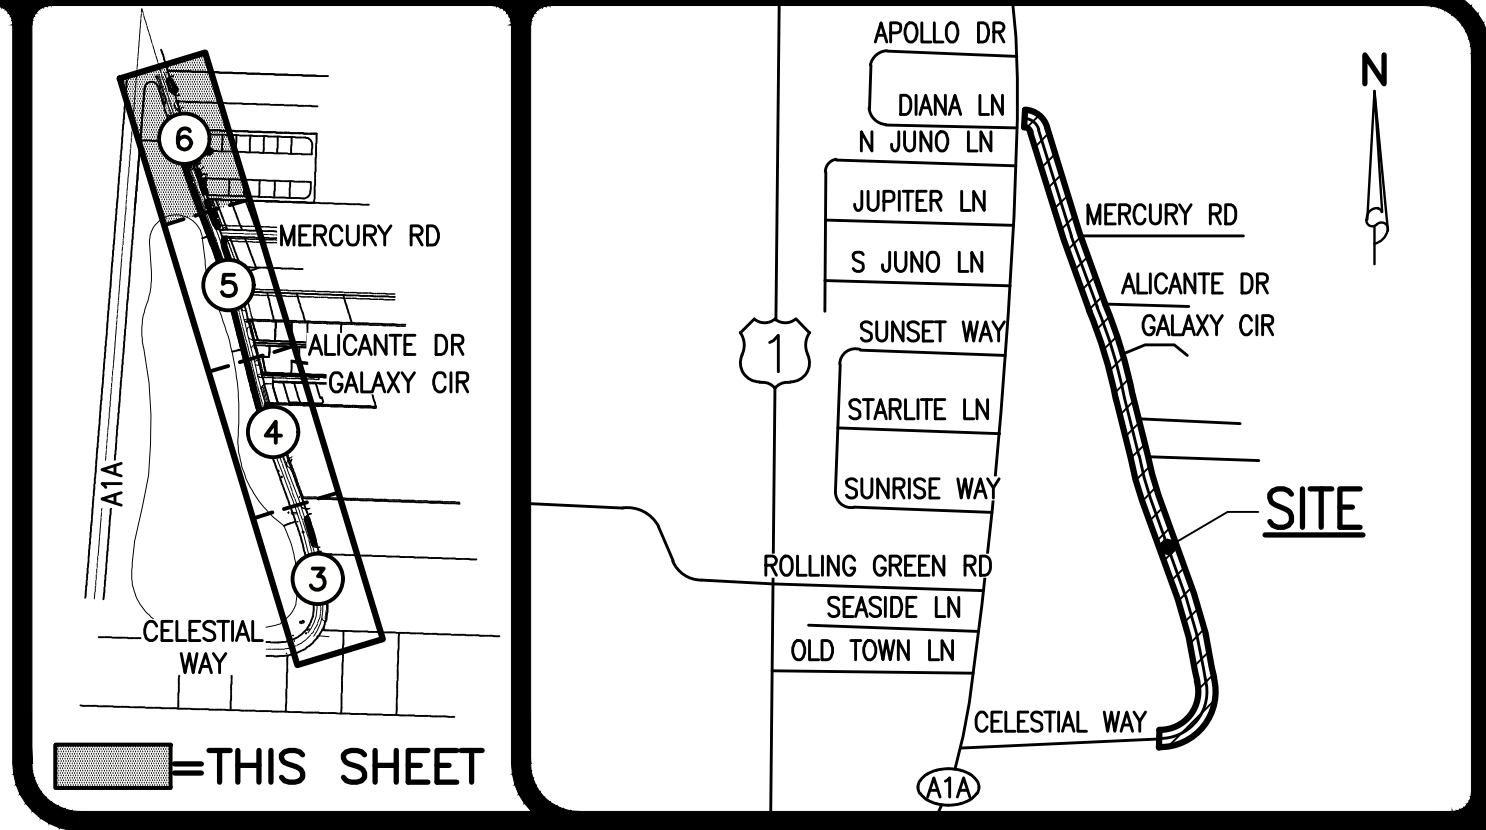 6
MERCURY RD
5
ALICANTE DR
GALAXY CIR
4
A1A
3
CELESTIAL
WAY
=THIS SHEET
APOLLO DR
DIANA LN
N JUNO LN
JUPITER LN
S JUNO LN
SUNSET WAY
1
STARLITE LN
SUNRISE WAY
ROLLING GREEN RD
SEASIDE LN
OLD TOWN LN
CELESTIAL WAY
A1A
N
MERCURY RD
ALICANTE DR
GALAXY CIR
SITE